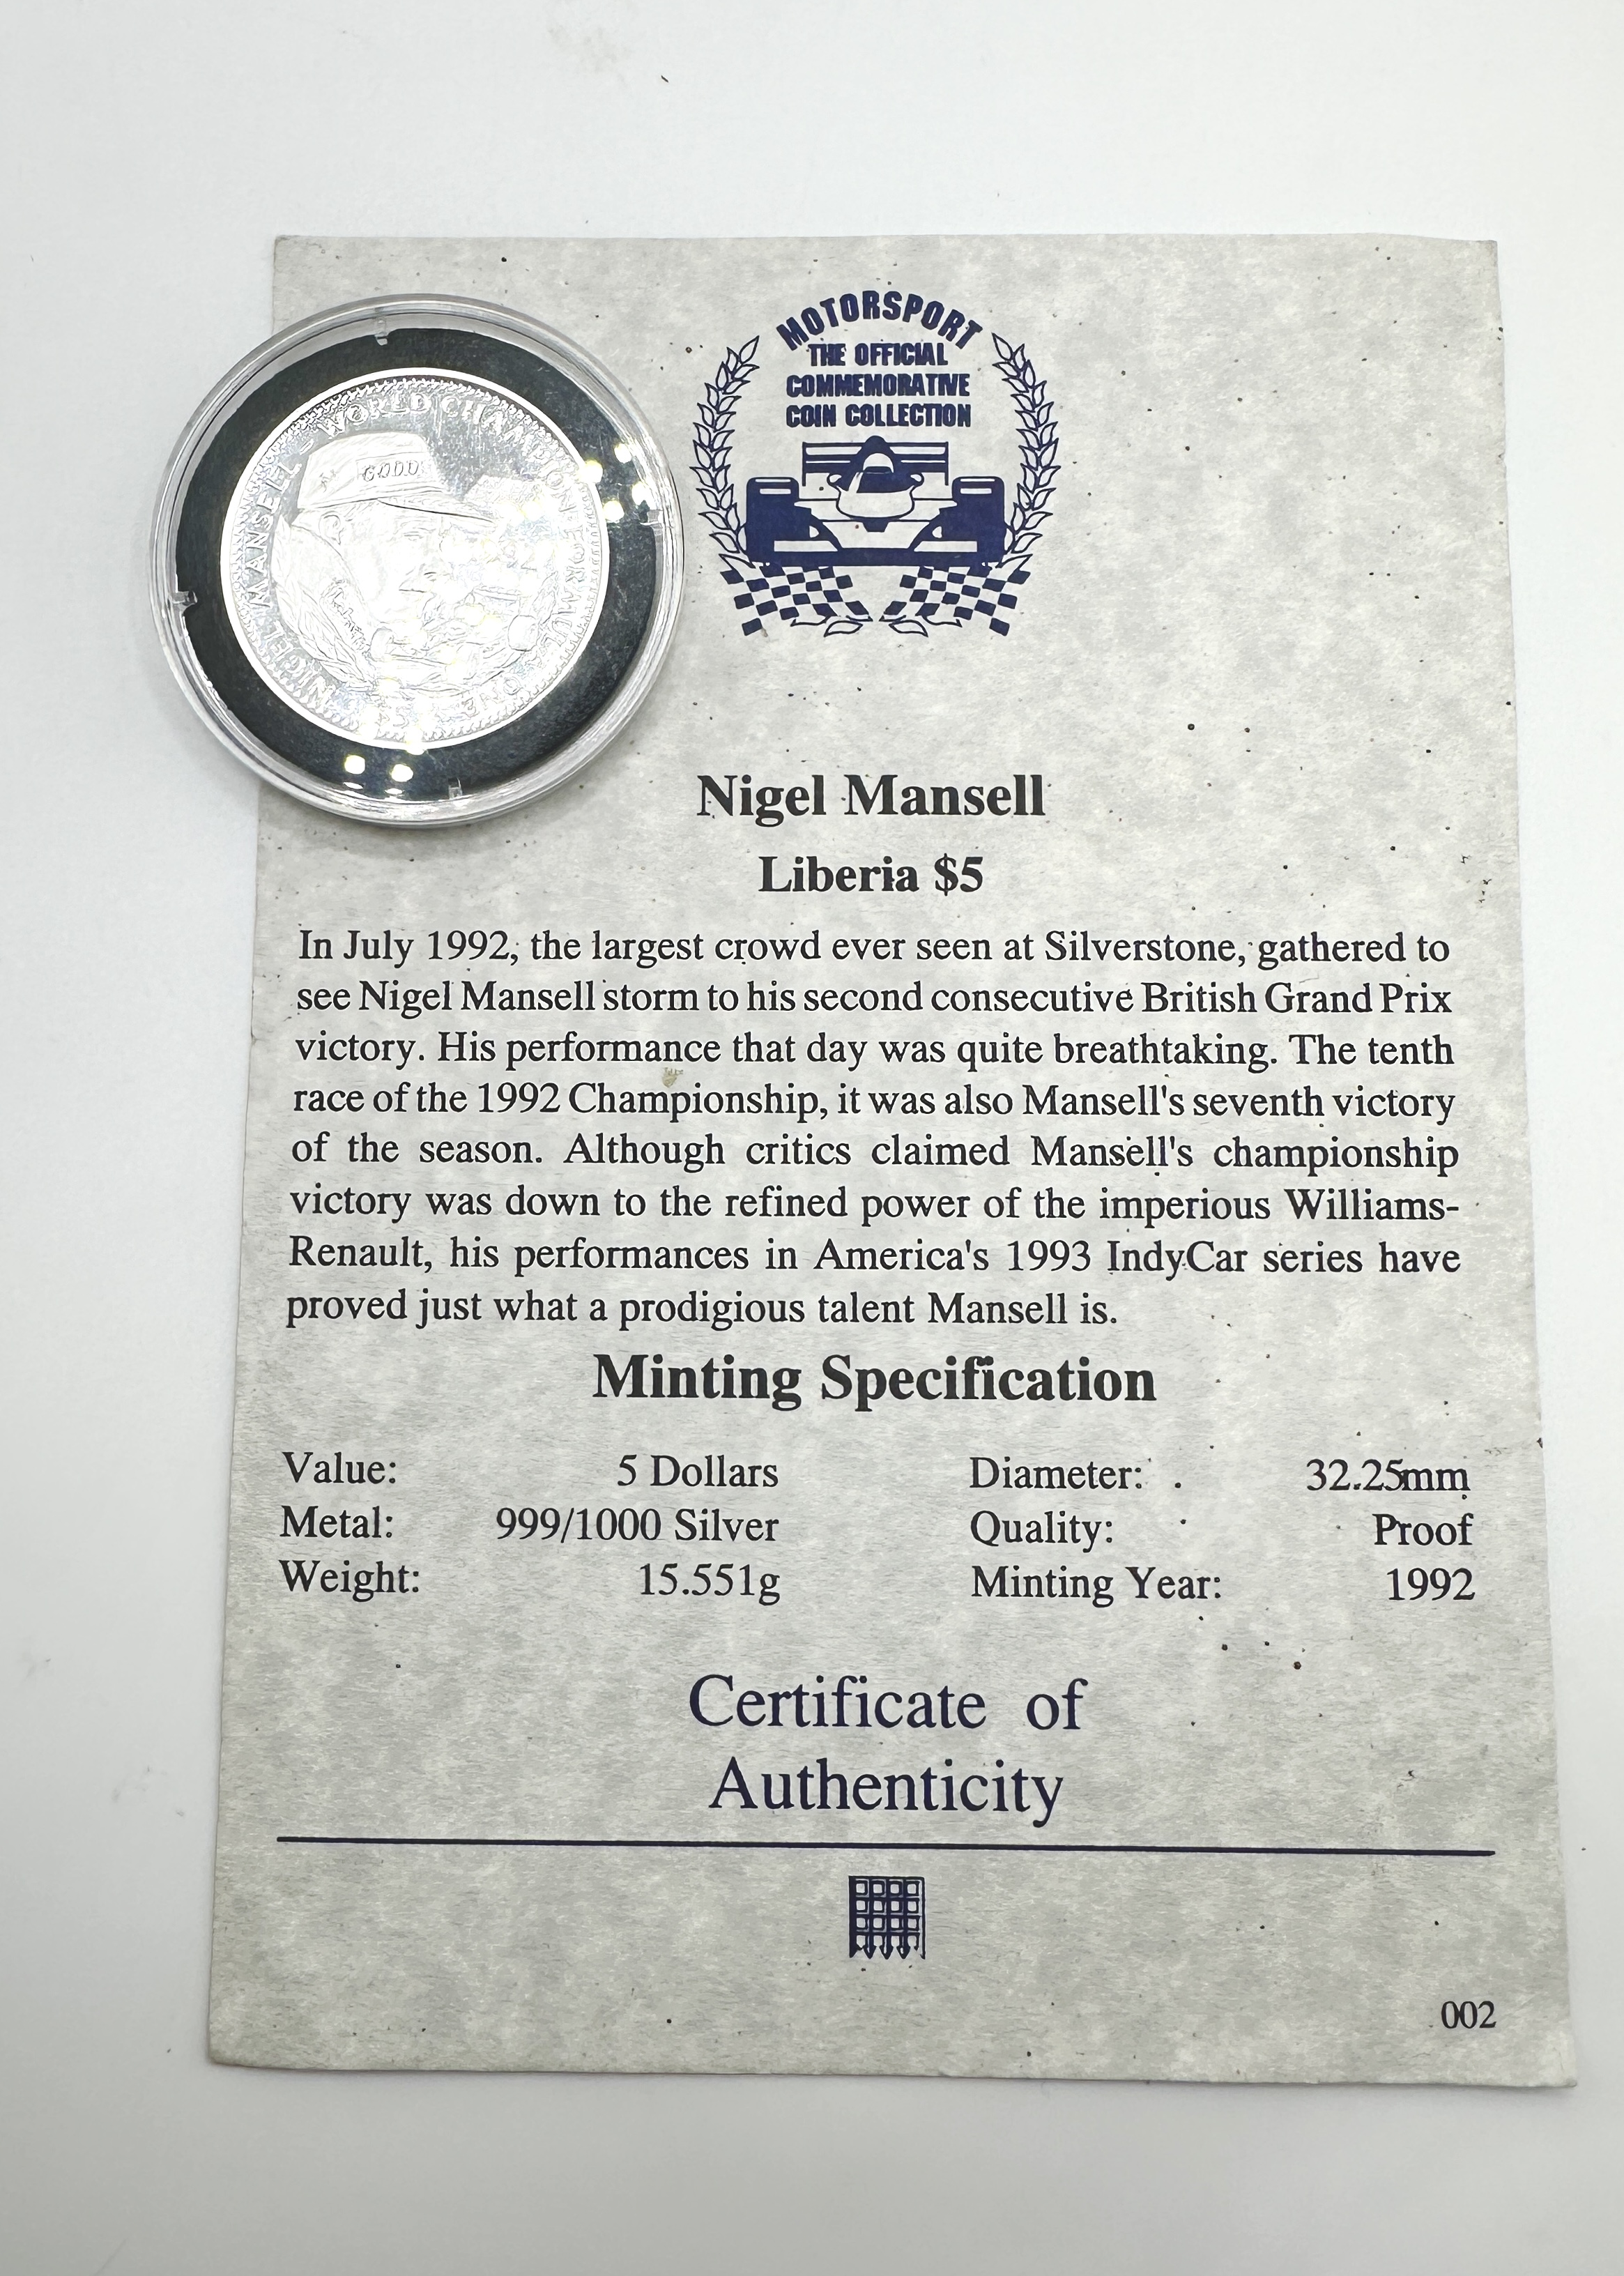 NIGEL MANSELL - WORLD CHAMPION FORMULA ONE
GOOD
MOTORSPORT
THE OFFICIAL
COMMEMORATIVE
COIN COLLECTION
Nigel Mansell
Liberia $5
In July 1992, the largest crowd ever seen at Silverstone, gathered to
see Nigel Mansell storm to his second consecutive British Grand Prix
victory. His performance that day was quite breathtaking. The tenth
race of the 1992 Championship, it was also Mansell's seventh victory
of the season. Although critics claimed Mansell's championship
victory was down to the refined power of the imperious Williams-
Renault, his performances in America's 1993 IndyCar series have
proved just what a prodigious talent Mansell is.
Minting Specification
Value: 5 Dollars Diameter: 32.25mm
Metal: 999/1000 Silver Quality: Proof
Weight: 15.551g Minting Year: 1992
Certificate of
Authenticity
002